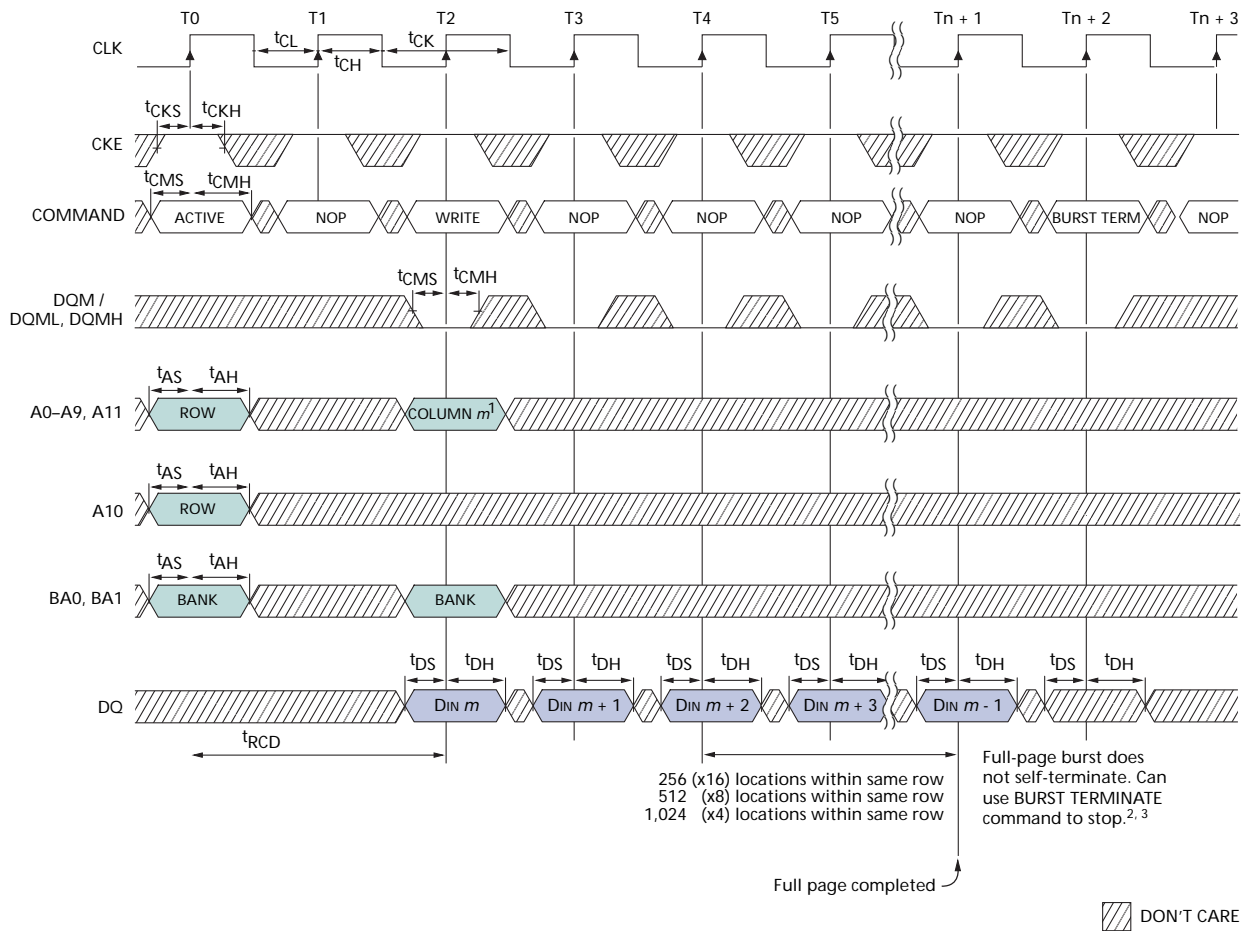 T0 T1 T2 T3 T4 T5 Tn + 1 Tn + 2 Tn + 3
CLK
tCL
tCK
tCH
tCKS tCKH
CKE
tCMS tCMH
COMMAND ACTIVE NOP WRITE NOP NOP NOP NOP BURST TERM NOP
tCMS tCMH
DQM /
DQML, DQMH
tAS tAH
A0–A9, A11 ROW COLUMN m1
tAS tAH
A10 ROW
tAS tAH
BA0, BA1 BANK BANK
tDS tDH tDS tDH tDS tDH tDS tDH tDS tDH tDS tDH
DQ DIN m DIN m + 1 DIN m + 2 DIN m + 3 DIN m - 1
tRCD
256 (x16) locations within same row
512 (x8) locations within same row
1,024 (x4) locations within same row
Full-page burst does
not self-terminate. Can
use BURST TERMINATE
command to stop.2, 3
Full page completed
DON'T CARE